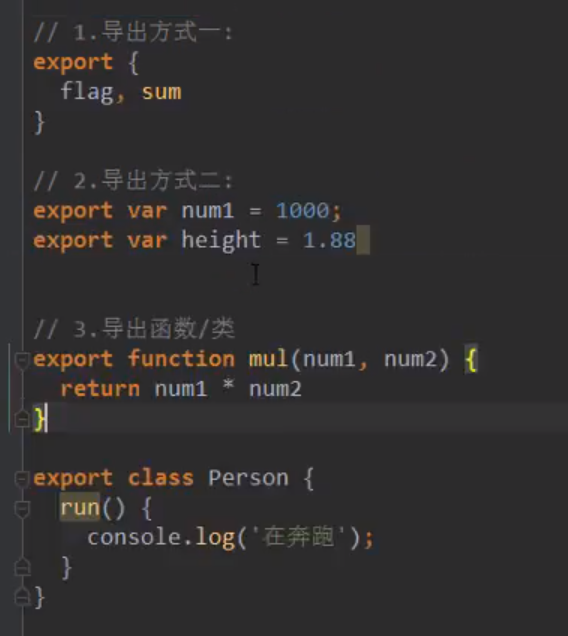 // 1.导出方式一:
export {
  flag, sum
}
// 2.导出方式二:
export var num1 = 1000;
export var height = 1.88
// 3.导出函数/类
export function mul(num1, num2) {
  return num1 * num2
}
export class Person {
  run() {
    console.log('在奔跑');
  }
}